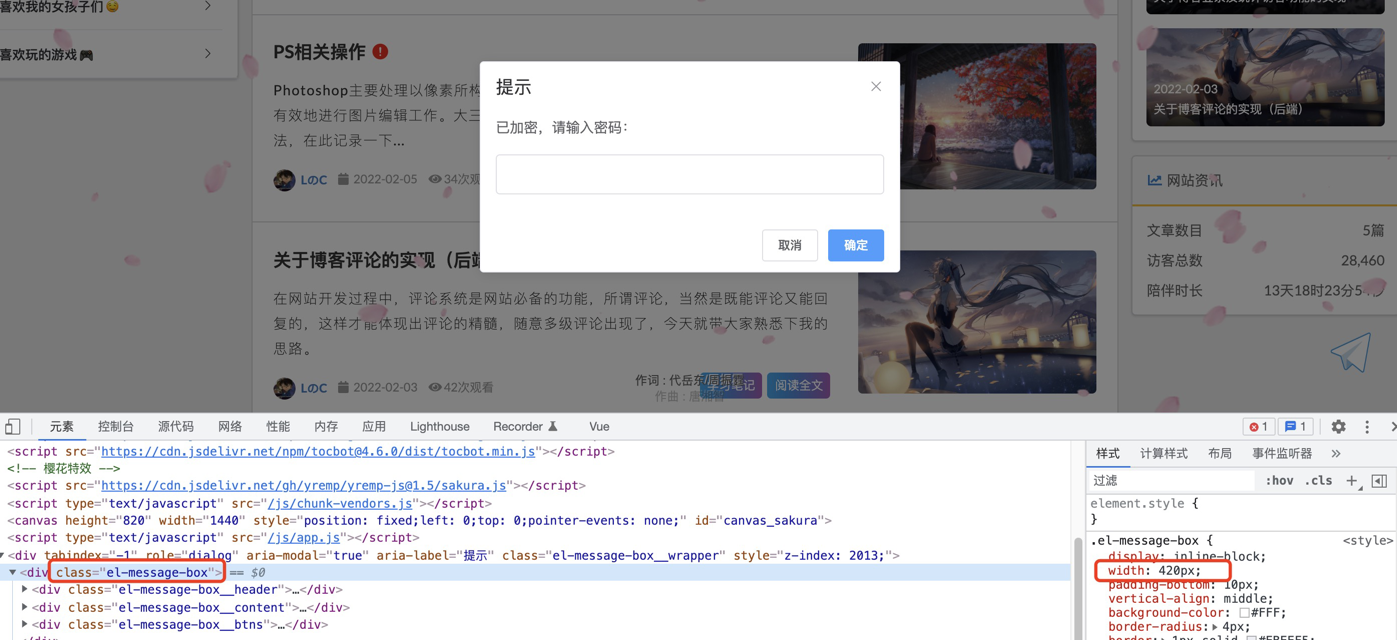 喜欢我的女孩子们😊
喜欢玩的游戏🎮
PS相关操作
Photoshop主要处理以像素所构
有效地进行图片编辑工作。大三
法，在此记录一下...
LのC 2022-02-05 34次观
提示
已加密，请输入密码：
取消 确定
关于博客评论的实现（后端
在网站开发过程中，评论系统是网站必备的功能，所谓评论，当然是既能评论又能回
复的，这样才能体现出评论的精髓，随意多级评论出现了，今天就带大家熟悉下我的
思路。
LのC 2022-02-03 42次观看
学习笔记 阅读全文
作词 : 代岳东
作曲 :
2022-02-03
关于博客评论的实现（后端）
网站资讯
文章数目 5篇
访客总数 28,460
陪伴时长 13天18时23分
元素 控制台 源代码 网络 性能 内存 应用 Lighthouse Recorder Vue 1 1
<script src="https://cdn.jsdelivr.net/npm/tocbot@4.6.0/dist/tocbot.min.js"></script>
<!-- 樱花特效 -->
<script src="https://cdn.jsdelivr.net/gh/yremp/yremp-js@1.5/sakura.js"></script>
<script type="text/javascript" src="/js/chunk-vendors.js"></script>
<canvas height="820" width="1440" style="position: fixed;left: 0;top: 0;pointer-events: none;" id="canvas_sakura">
<script type="text/javascript" src="/js/app.js"></script>
<div tabindex="-1" role="dialog" aria-modal="true" aria-label="提示" class="el-message-box__wrapper" style="z-index: 2013;">
<div class="el-message-box"> == $0
<div class="el-message-box__header">…</div>
<div class="el-message-box__content">…</div>
<div class="el-message-box__btns">…</div>
样式 计算样式 布局 事件监听器 »
过滤 :hov .cls +
element.style {
}
.el-message-box { <style>
display: inline-block;
width: 420px;
padding-bottom: 10px;
vertical-align: middle;
background-color: #FFF;
border-radius: 4px;
border: 1px solid #EBEEF5;